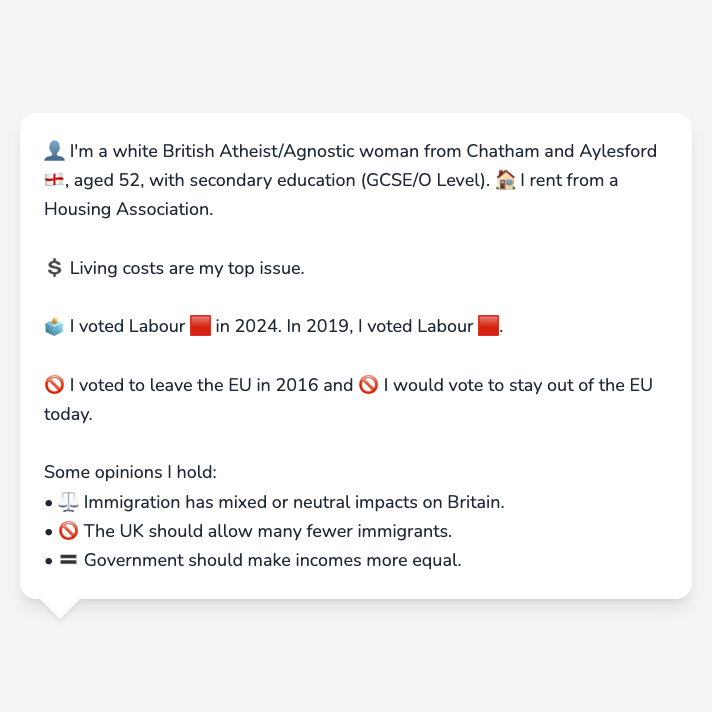 👤 I'm a white British Atheist/Agnostic woman from Chatham and Aylesford
🏴󠁧󠁢󠁥󠁮󠁧󠁿, aged 52, with secondary education (GCSE/O Level). 🏠 I rent from a
Housing Association.
💲 Living costs are my top issue.
🗳️ I voted Labour 🟥 in 2024. In 2019, I voted Labour 🟥.
🚫 I voted to leave the EU in 2016 and 🚫 I would vote to stay out of the EU
today.
Some opinions I hold:
• ⚖️ Immigration has mixed or neutral impacts on Britain.
• 🚫 The UK should allow many fewer immigrants.
• 🟰 Government should make incomes more equal.